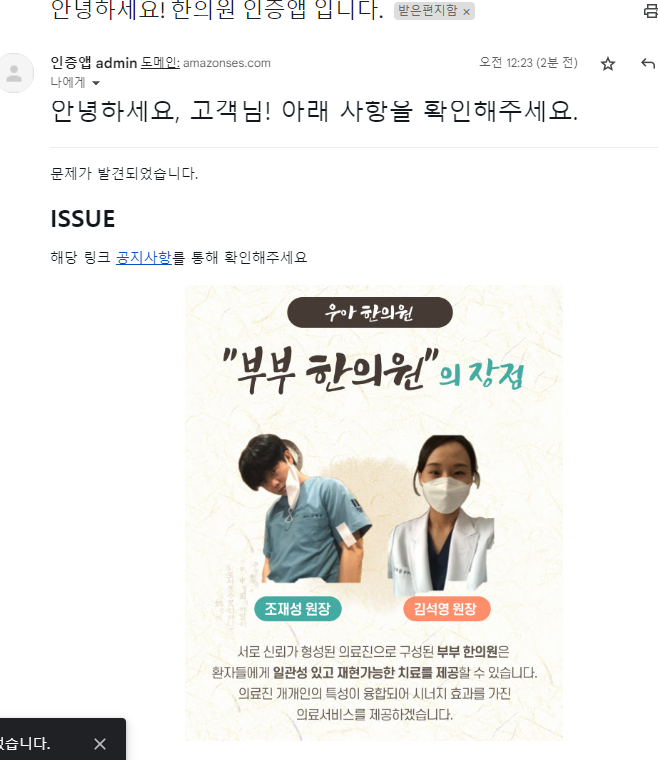 안녕하세요! 한의원 인증앱 입니다. 받은편지함 ×
인증앱 admin 도메인: amazonses.com 오전 12:23 (2분 전)
나에게
안녕하세요, 고객님! 아래 사항을 확인해주세요.
문제가 발견되었습니다.
ISSUE
해당 링크 공지사항를 통해 확인해주세요
우아 한의원
"부부 한의원"의 장점
조재성 원장 김석영 원장
서로 신뢰가 형성된 의료진으로 구성된 부부 한의원은
환자들에게 일관성 있고 재현가능한 치료를 제공할 수 있습니다.
의료진 개개인의 특성이 융합되어 시너지 효과를 가진
의료서비스를 제공하겠습니다.
었습니다.